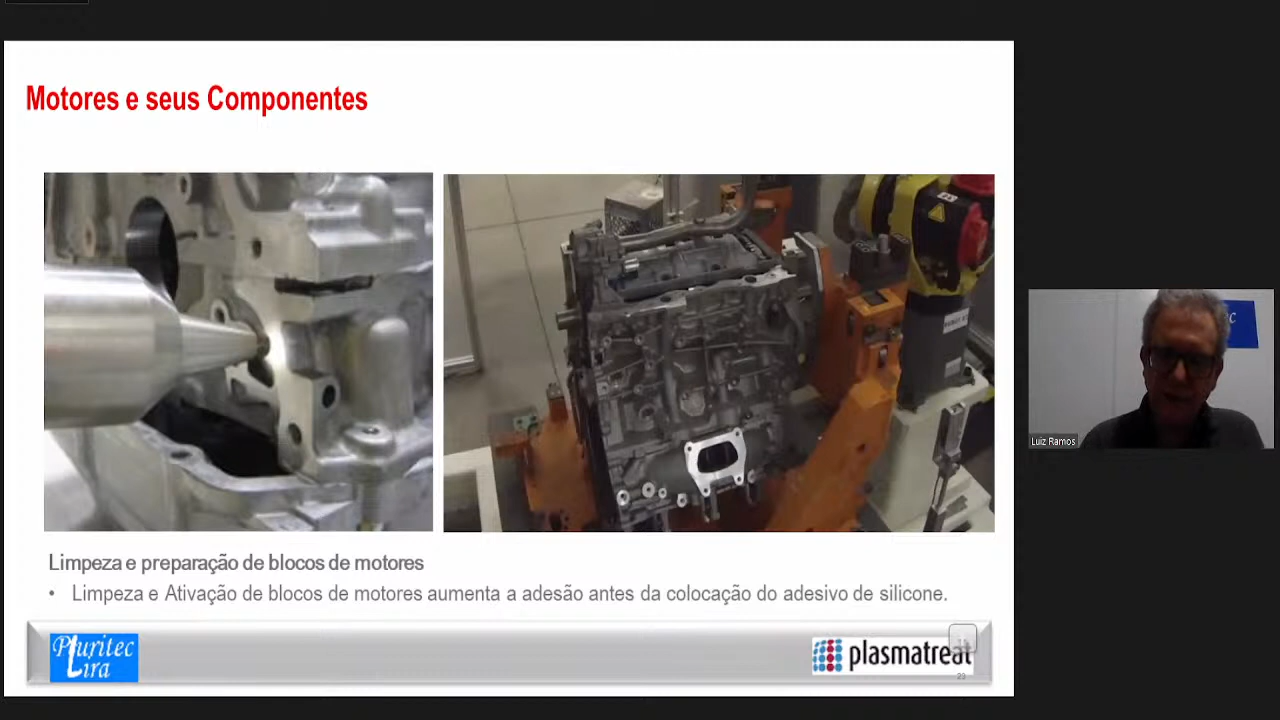 Motores e seus Componentes
Limpeza e preparação de blocos de motores
• Limpeza e Ativação de blocos de motores aumenta a adesão antes da colocação do adesivo de silicone.
Pluritec
Lira
plasmatreat
29
Luiz Ramos